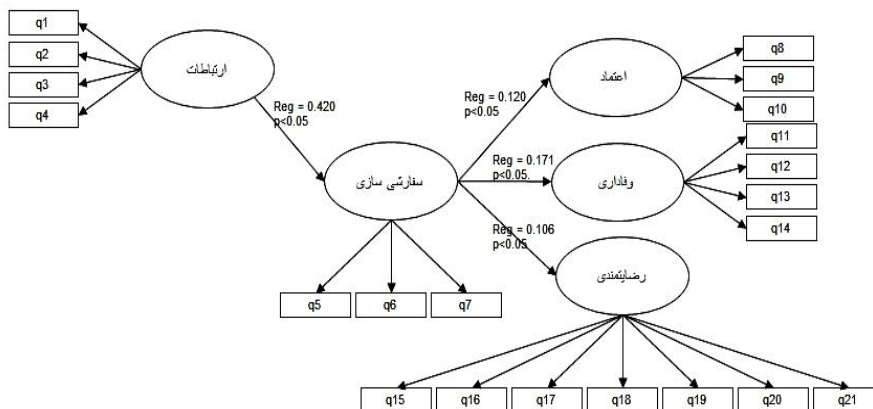 q1
q2
q3
q4
ارتباطات
Reg = 0.420
p<0.05
سفارشی سازی
q5
q6
q7
Reg = 0.120
p<0.05
اعتماد
q8
q9
q10
Reg = 0.171
p<0.05.
وفاداری
q11
q12
q13
q14
Reg = 0.106
p<0.05
رضایتمندی
q15
q16
q17
q18
q19
q20
q21